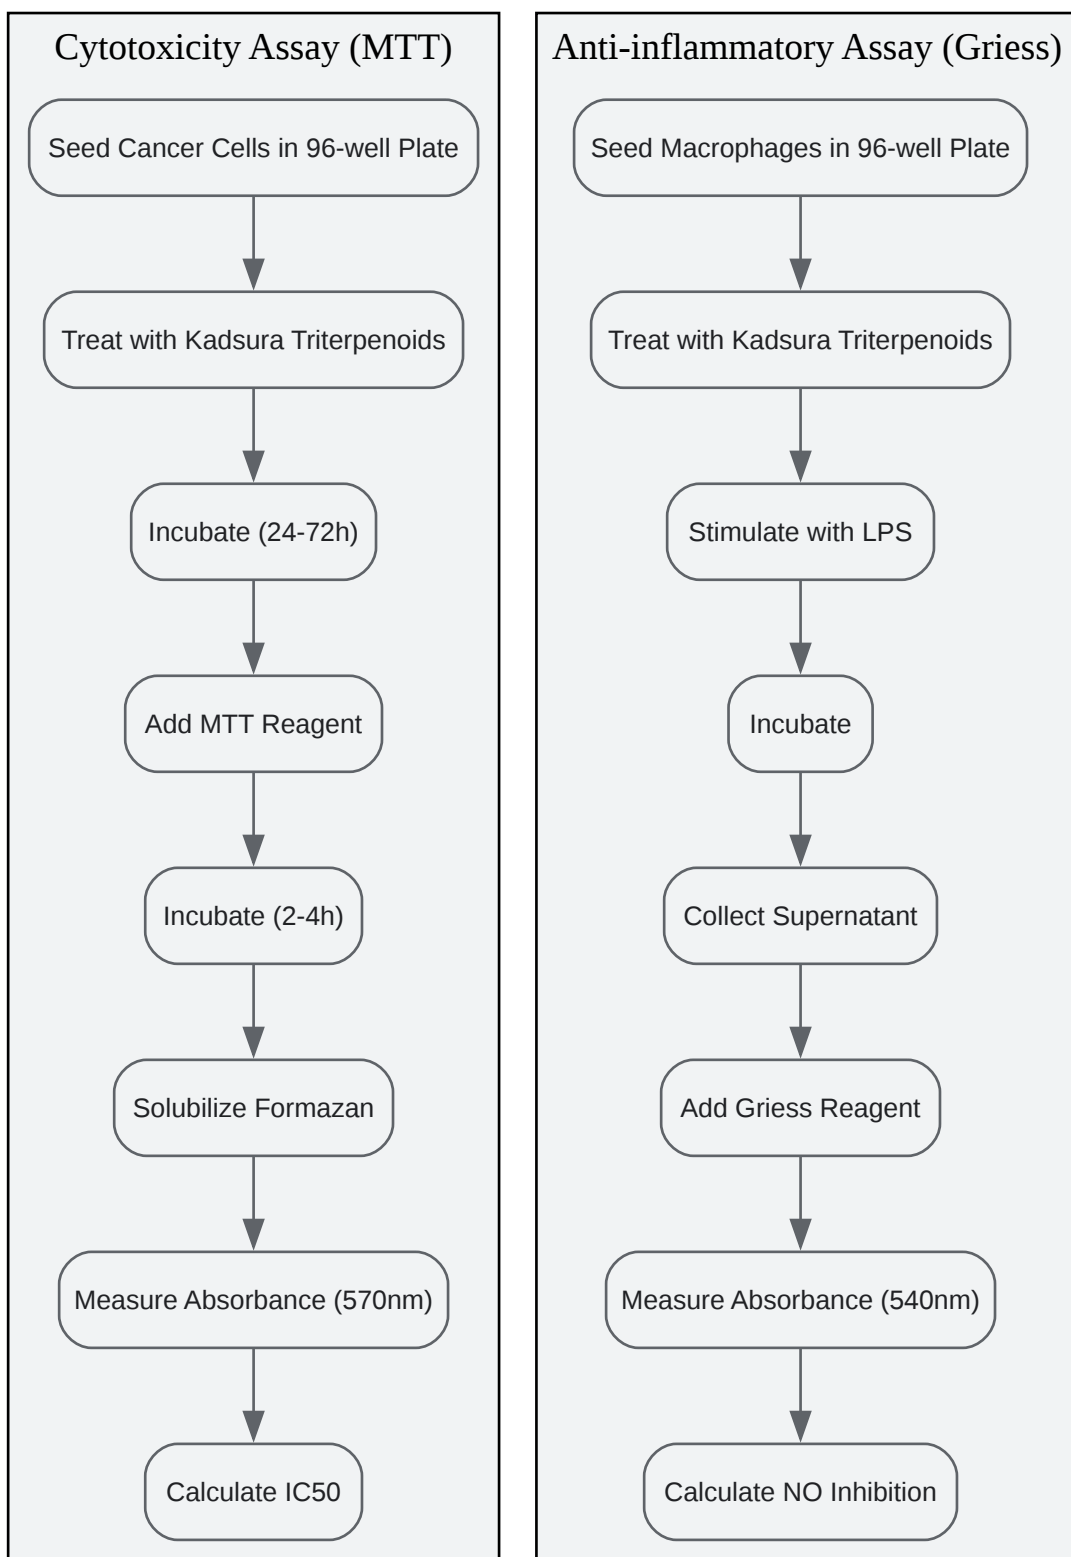 Cytotoxicity Assay (MTT)
Seed Cancer Cells in 96-well Plate
Treat with Kadsura Triterpenoids
Incubate (24-72h)
Add MTT Reagent
Incubate (2-4h)
Solubilize Formazan
Measure Absorbance (570nm)
Calculate IC50
Anti-inflammatory Assay (Griess)
Seed Macrophages in 96-well Plate
Treat with Kadsura Triterpenoids
Stimulate with LPS
Incubate
Collect Supernatant
Add Griess Reagent
Measure Absorbance (540nm)
Calculate NO Inhibition